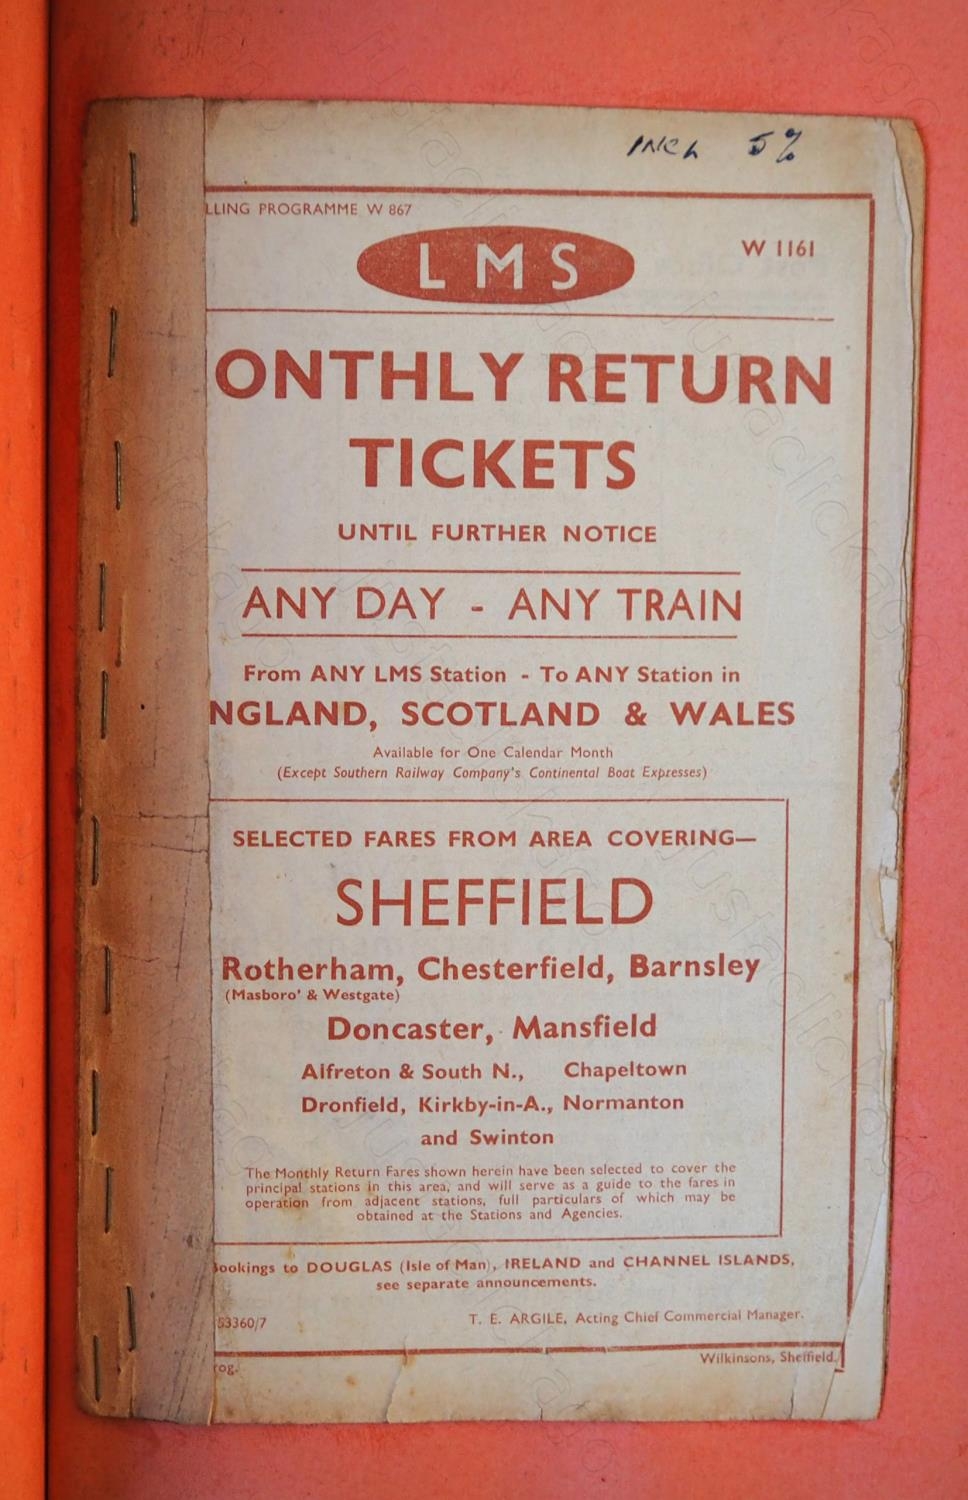 INCL 5%
LLING PROGRAMME W 867
LMS
W 1161
ONTHLY RETURN
TICKETS
UNTIL FURTHER NOTICE
ANY DAY - ANY TRAIN
From ANY LMS Station - To ANY Station in
NGLAND, SCOTLAND & WALES
Available for One Calendar Month
(Except Southern Railway Company's Continental Boat Expresses)
SELECTED FARES FROM AREA COVERING—
SHEFFIELD
Rotherham, Chesterfield, Barnsley
(Masboro' & Westgate)
Doncaster, Mansfield
Alfreton & South N., Chapeltown
Dronfield, Kirkby-in-A., Normanton
and Swinton
The Monthly Return Fares shown herein have been selected to cover the
principal stations in this area, and will serve as a guide to the fares in
operation from adjacent stations, full particulars of which may be
obtained at the Stations and Agencies.
ookings to DOUGLAS (Isle of Man), IRELAND and CHANNEL ISLANDS,
see separate announcements.
53360/7
T. E. ARGILE, Acting Chief Commercial Manager.
rog.
Wilkinsons, Sheffield.